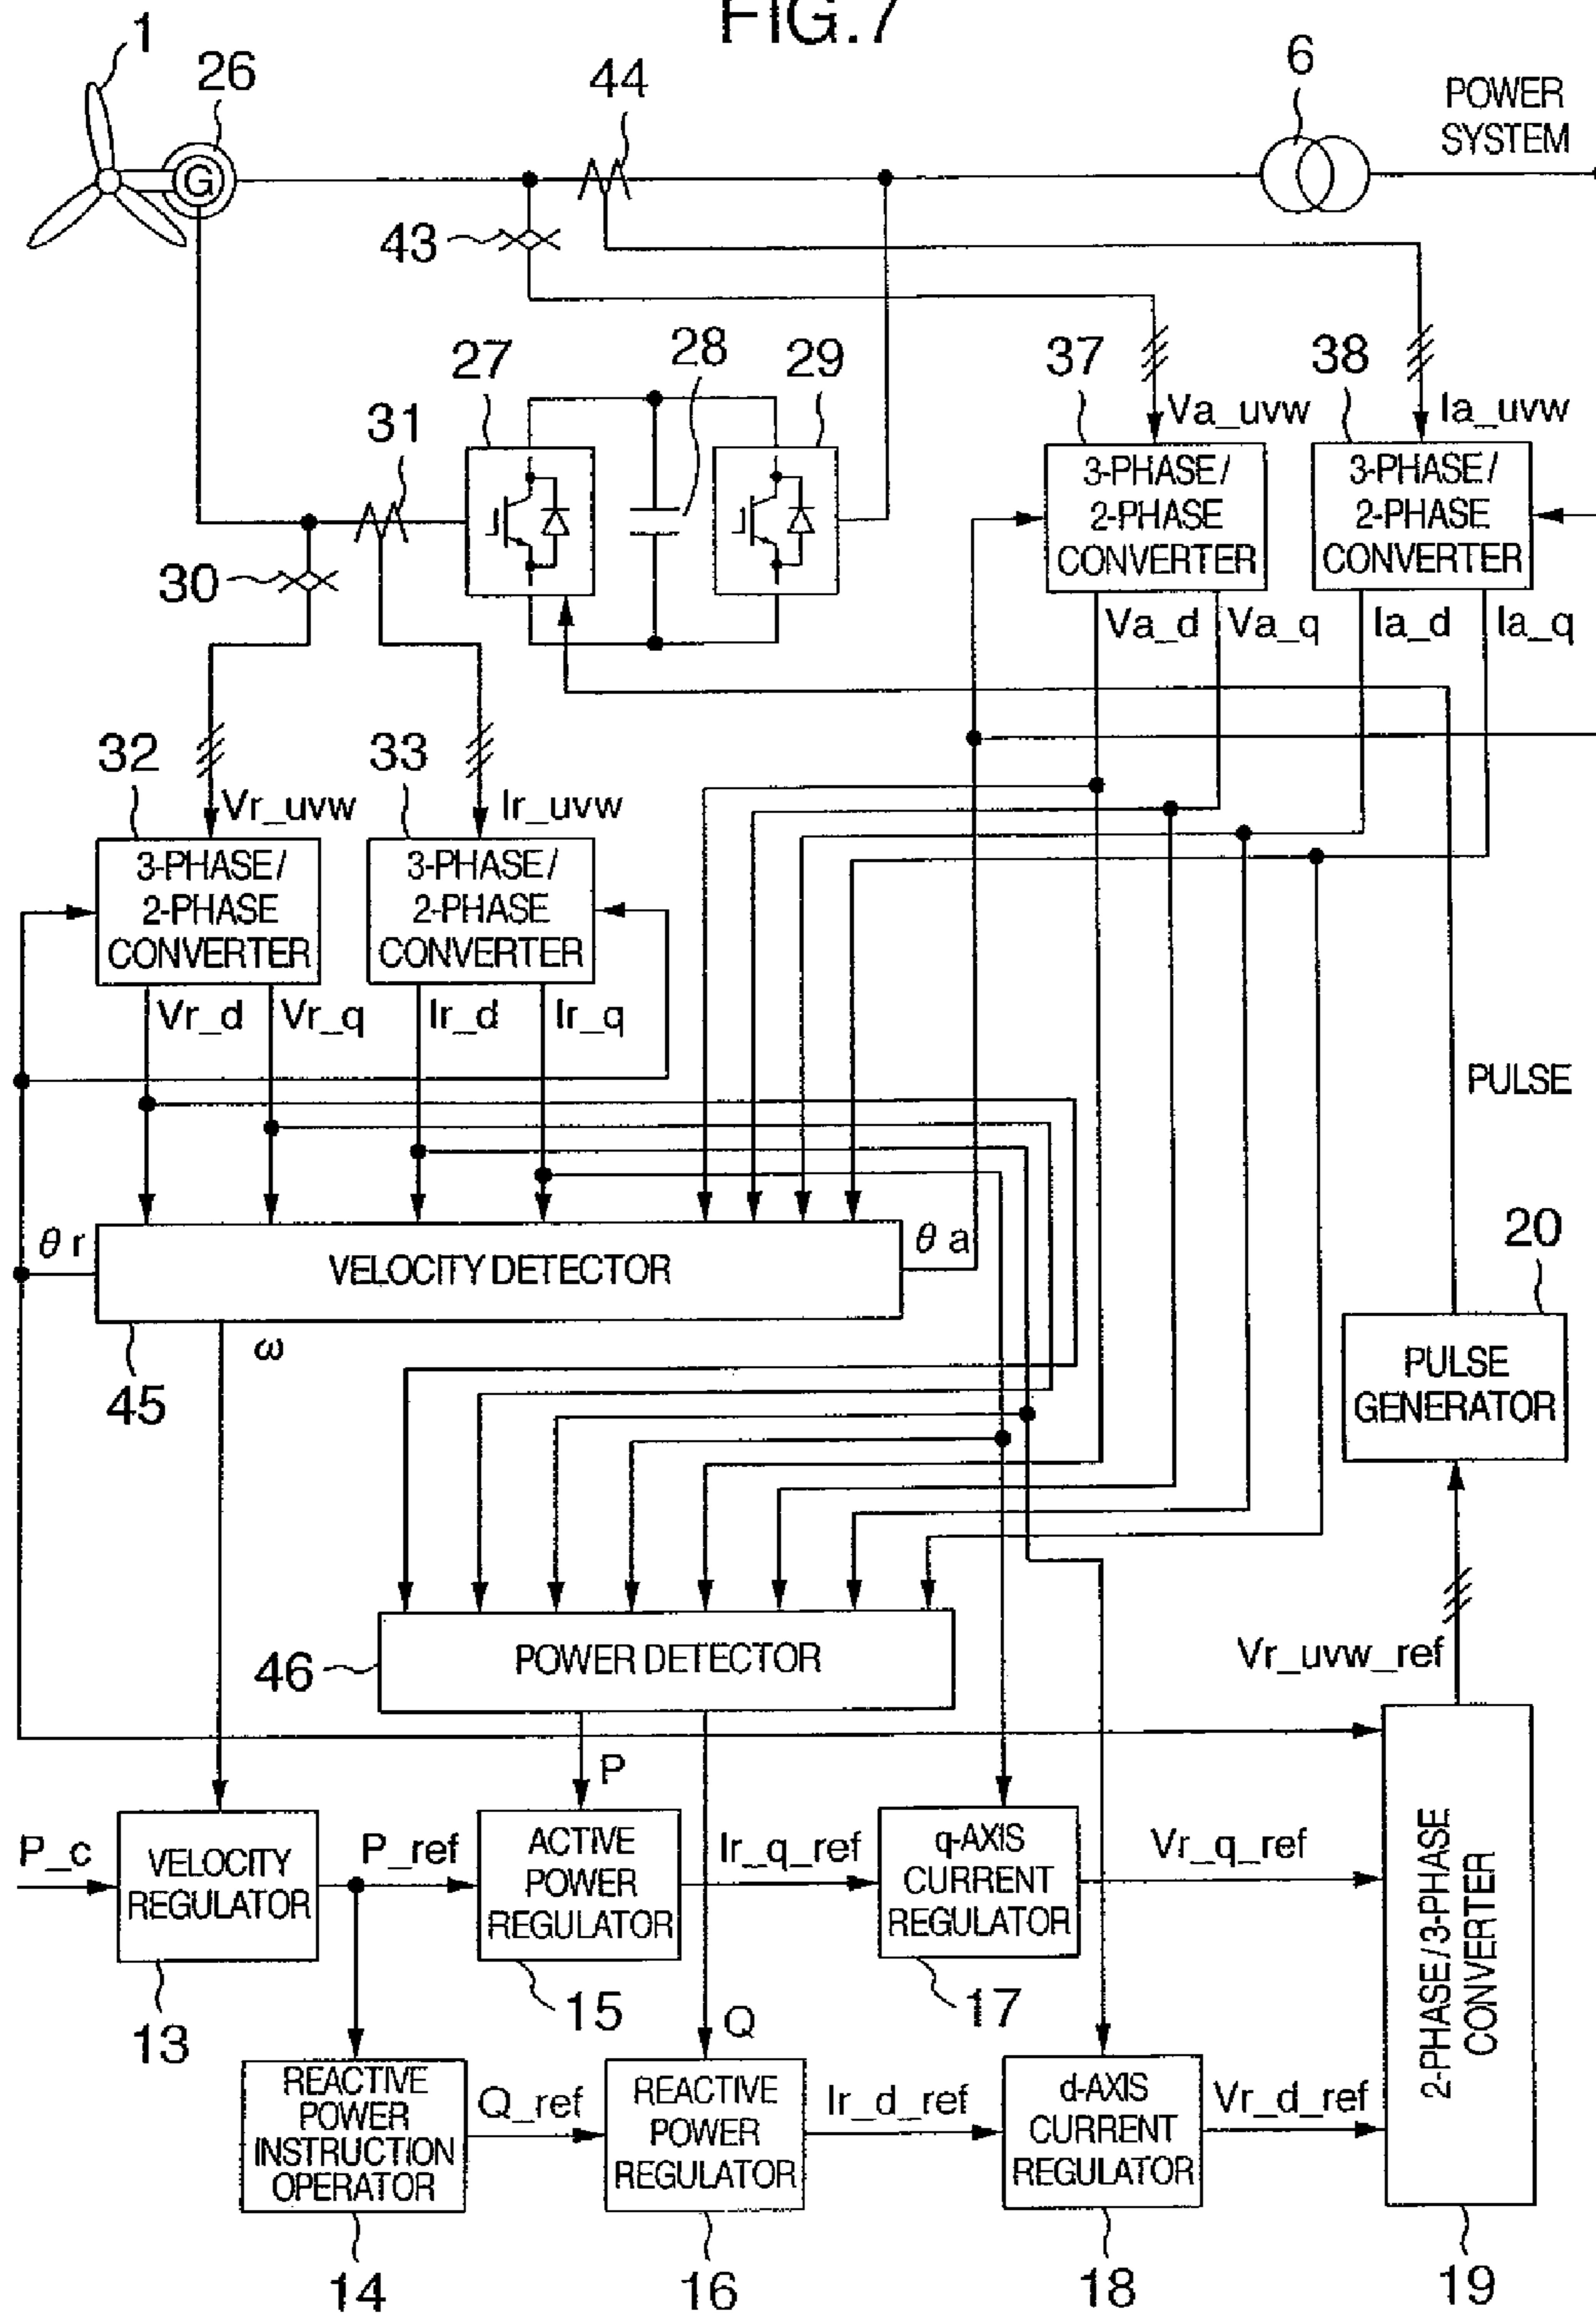 FIG.7
1
26
44
6
POWER
SYSTEM
G
43
27
28
29
37
38
31
Va_uvw
Ia_uvw
3-PHASE/
2-PHASE
CONVERTER
3-PHASE/
2-PHASE
CONVERTER
30
Va_d
Va_q
Ia_d
Ia_q
32
33
Vr_uvw
Ir_uvw
3-PHASE/
2-PHASE
CONVERTER
3-PHASE/
2-PHASE
CONVERTER
Vr_d
Vr_q
Ir_d
Ir_q
PULSE
θr
VELOCITY DETECTOR
θa
20
45
ω
PULSE
GENERATOR
46
POWER DETECTOR
Vr_uvw_ref
P
P_c
VELOCITY
REGULATOR
P_ref
ACTIVE
POWER
REGULATOR
Ir_q_ref
q-AXIS
CURRENT
REGULATOR
Vr_q_ref
2-PHASE/3-PHASE
CONVERTER
13
15
Q
17
REACTIVE
POWER
INSTRUCTION
OPERATOR
Q_ref
REACTIVE
POWER
REGULATOR
Ir_d_ref
d-AXIS
CURRENT
REGULATOR
Vr_d_ref
14
16
18
19